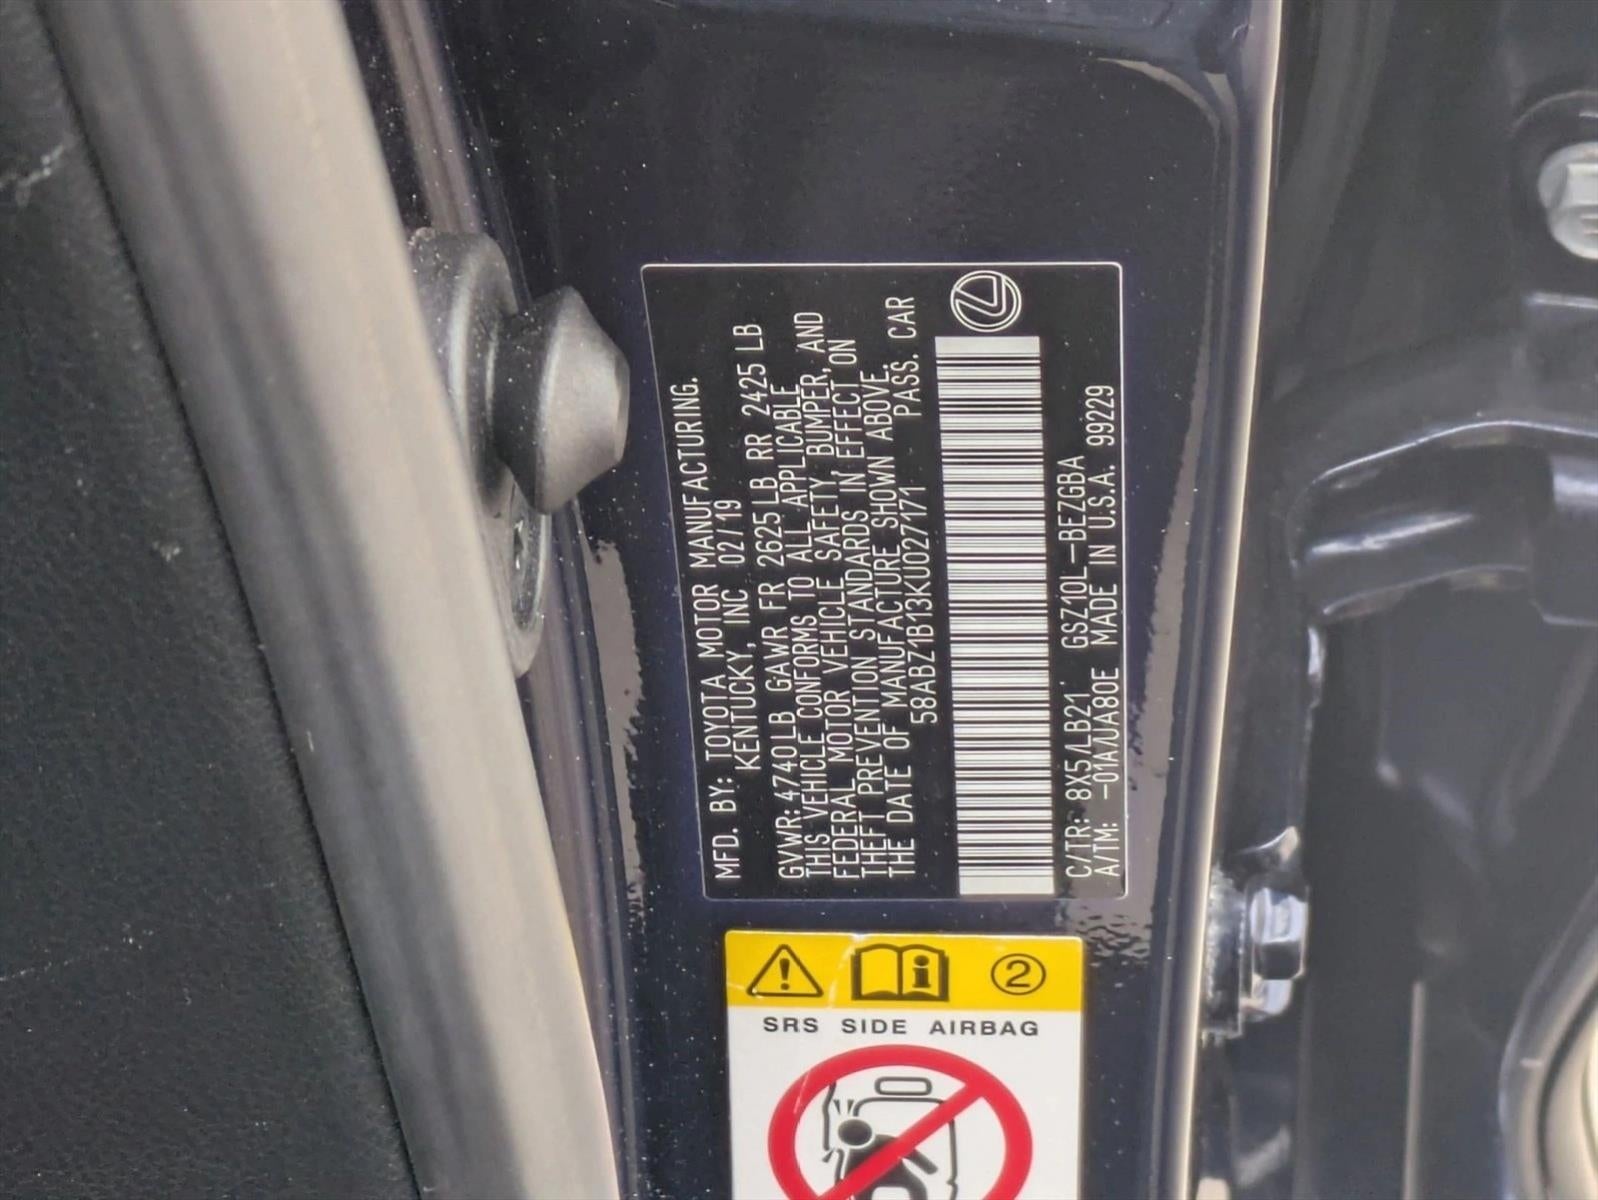 MFD. BY: TOYOTA MOTOR MANUFACTURING.
KENTUCKY, INC 02/19
GVWR: 4740LB GAWR FR 2625LB RR 2425 LB
THIS VEHICLE CONFORMS TO ALL APPLICABLE
FEDERAL MOTOR VEHICLE SAFETY, BUMPER, AND
THEFT PREVENTION STANDARDS IN EFFECT ON
THE DATE OF MANUFACTURE SHOWN ABOVE.
58ABZ1B13KU027171 PASS. CAR
C/TR: 8X5/LB21 GSZ10L-BEZGBA
A/TM: -01A/UA80E MADE IN U.S.A. 99229
2
SRS SIDE AIRBAG